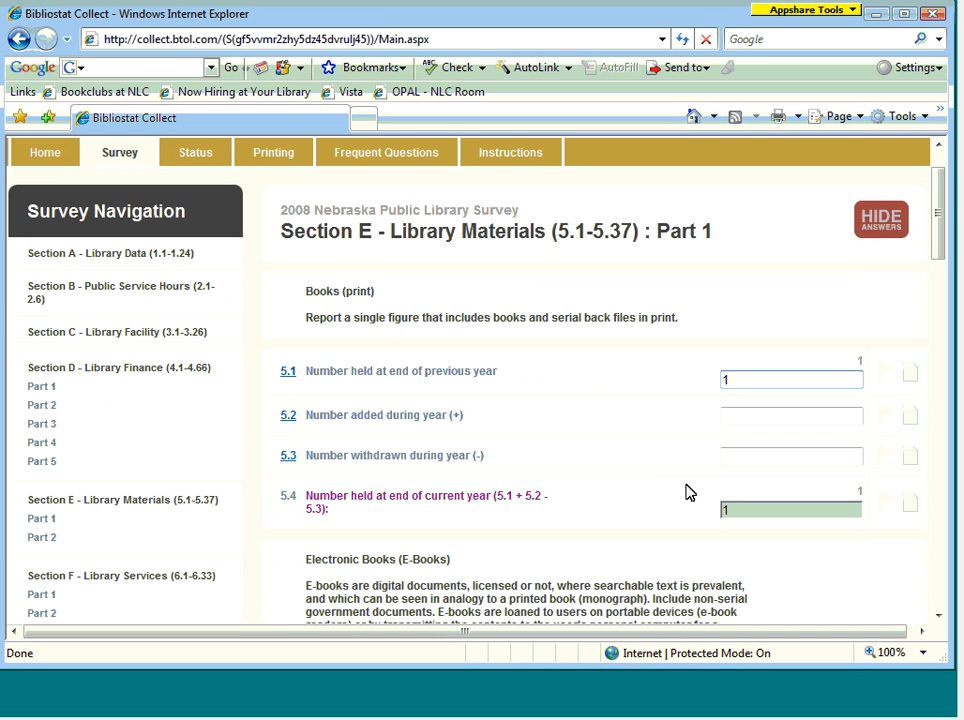 Bibliostat Collect - Windows Internet Explorer
Appshare Tools
http://collect.btol.com/(S(gf5vvmr2zhy5dz45dvrulj45))/Main.aspx
Google
Google G Go Bookmarks ABC Check AutoLink AutoFill Send to Settings
Links Bookclubs at NLC Now Hiring at Your Library Vista OPAL - NLC Room
Bibliostat Collect
Page Tools
Home Survey Status Printing Frequent Questions Instructions
Survey Navigation
Section A - Library Data (1.1-1.24)
Section B - Public Service Hours (2.1-
2.6)
Section C - Library Facility (3.1-3.26)
Section D - Library Finance (4.1-4.66)
Part 1
Part 2
Part 3
Part 4
Part 5
Section E - Library Materials (5.1-5.37)
Part 1
Part 2
Section F - Library Services (6.1-6.33)
Part 1
Part 2
2008 Nebraska Public Library Survey
Section E - Library Materials (5.1-5.37) : Part 1
HIDE
ANSWERS
Books (print)
Report a single figure that includes books and serial back files in print.
1
5.1 Number held at end of previous year 1
5.2 Number added during year (+)
5.3 Number withdrawn during year (-)
1
5.4 Number held at end of current year (5.1 + 5.2 -
5.3): 1
Electronic Books (E-Books)
E-books are digital documents, licensed or not, where searchable text is prevalent,
and which can be seen in analogy to a printed book (monograph). Include non-serial
government documents. E-books are loaned to users on portable devices (e-book
Done
Internet | Protected Mode: On
100%